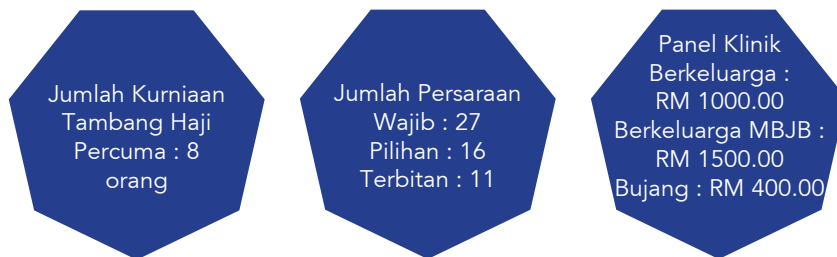 Jumlah Kurniaan
Tambang Haji
Percuma : 8
orang
Jumlah Persaraan
Wajib : 27
Pilihan : 16
Terbitan : 11
Panel Klinik
Berkeluarga :
RM 1000.00
Berkeluarga MBJB :
RM 1500.00
Bujang : RM 400.00